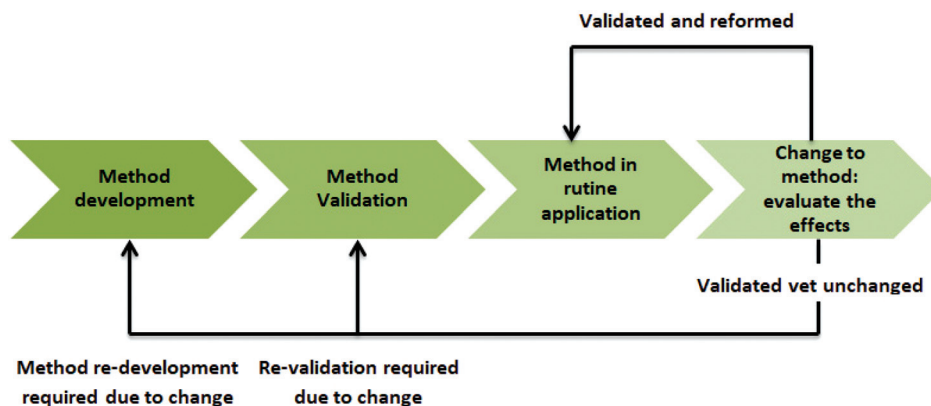 Validated and reformed
Method
development
Method
Validation
Method in
rutine
application
Change to
method:
evaluate the
effects
Validated vet unchanged
Method re-development
required due to change
Re-validation required
due to change